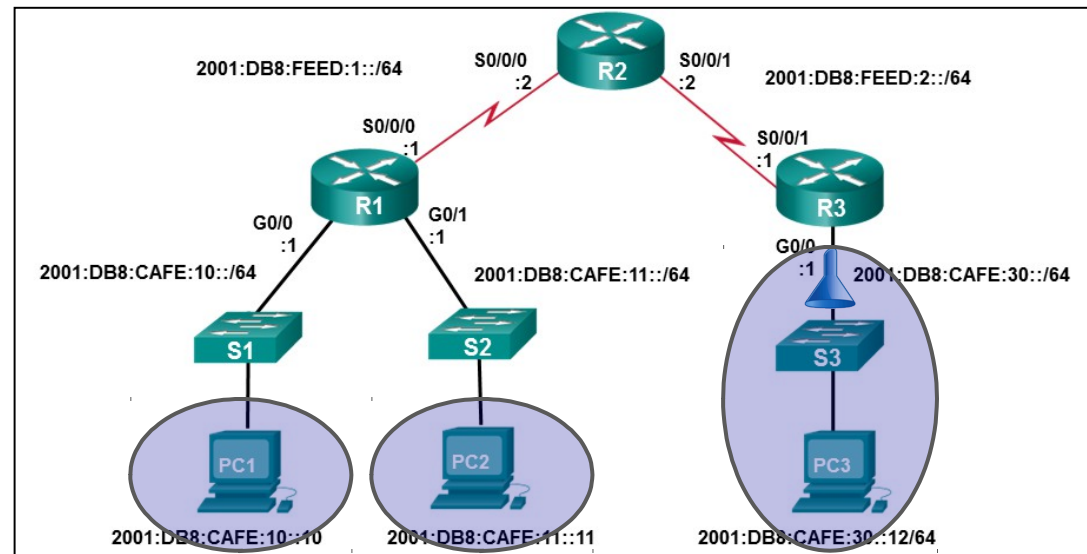 2001:DB8:FEED:1::/64
S0/0/0
:2
R2
S0/0/1
:2
2001:DB8:FEED:2::/64
S0/0/0
:1
S0/0/1
:1
R1
R3
G0/0
:1
G0/1
:1
G0/0
:1
2001:DB8:CAFE:10::/64
2001:DB8:CAFE:11::/64
2001:DB8:CAFE:30::/64
S1
S2
S3
PC1
PC2
PC3
2001:DB8:CAFE:10::10
2001:DB8:CAFE:11::11
2001:DB8:CAFE:30::12/64